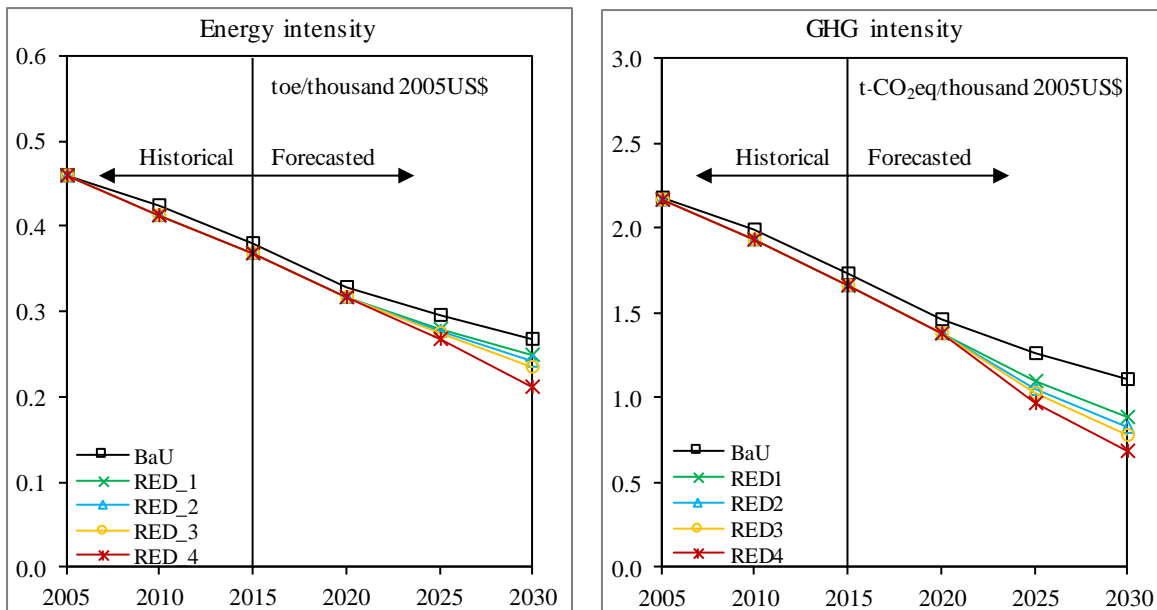 Energy intensity
0.6
0.5
0.4
0.3
0.2
0.1
0.0
toe/thousand 2005US$
Historical
Forecasted
BaU
RED_1
RED_2
RED_3
RED_4
2005 2010 2015 2020 2025 2030
GHG intensity
3.0
2.5
2.0
1.5
1.0
0.5
0.0
t-CO₂eq/thousand 2005US$
Historical
Forecasted
BaU
RED1
RED2
RED3
RED4
2005 2010 2015 2020 2025 2030